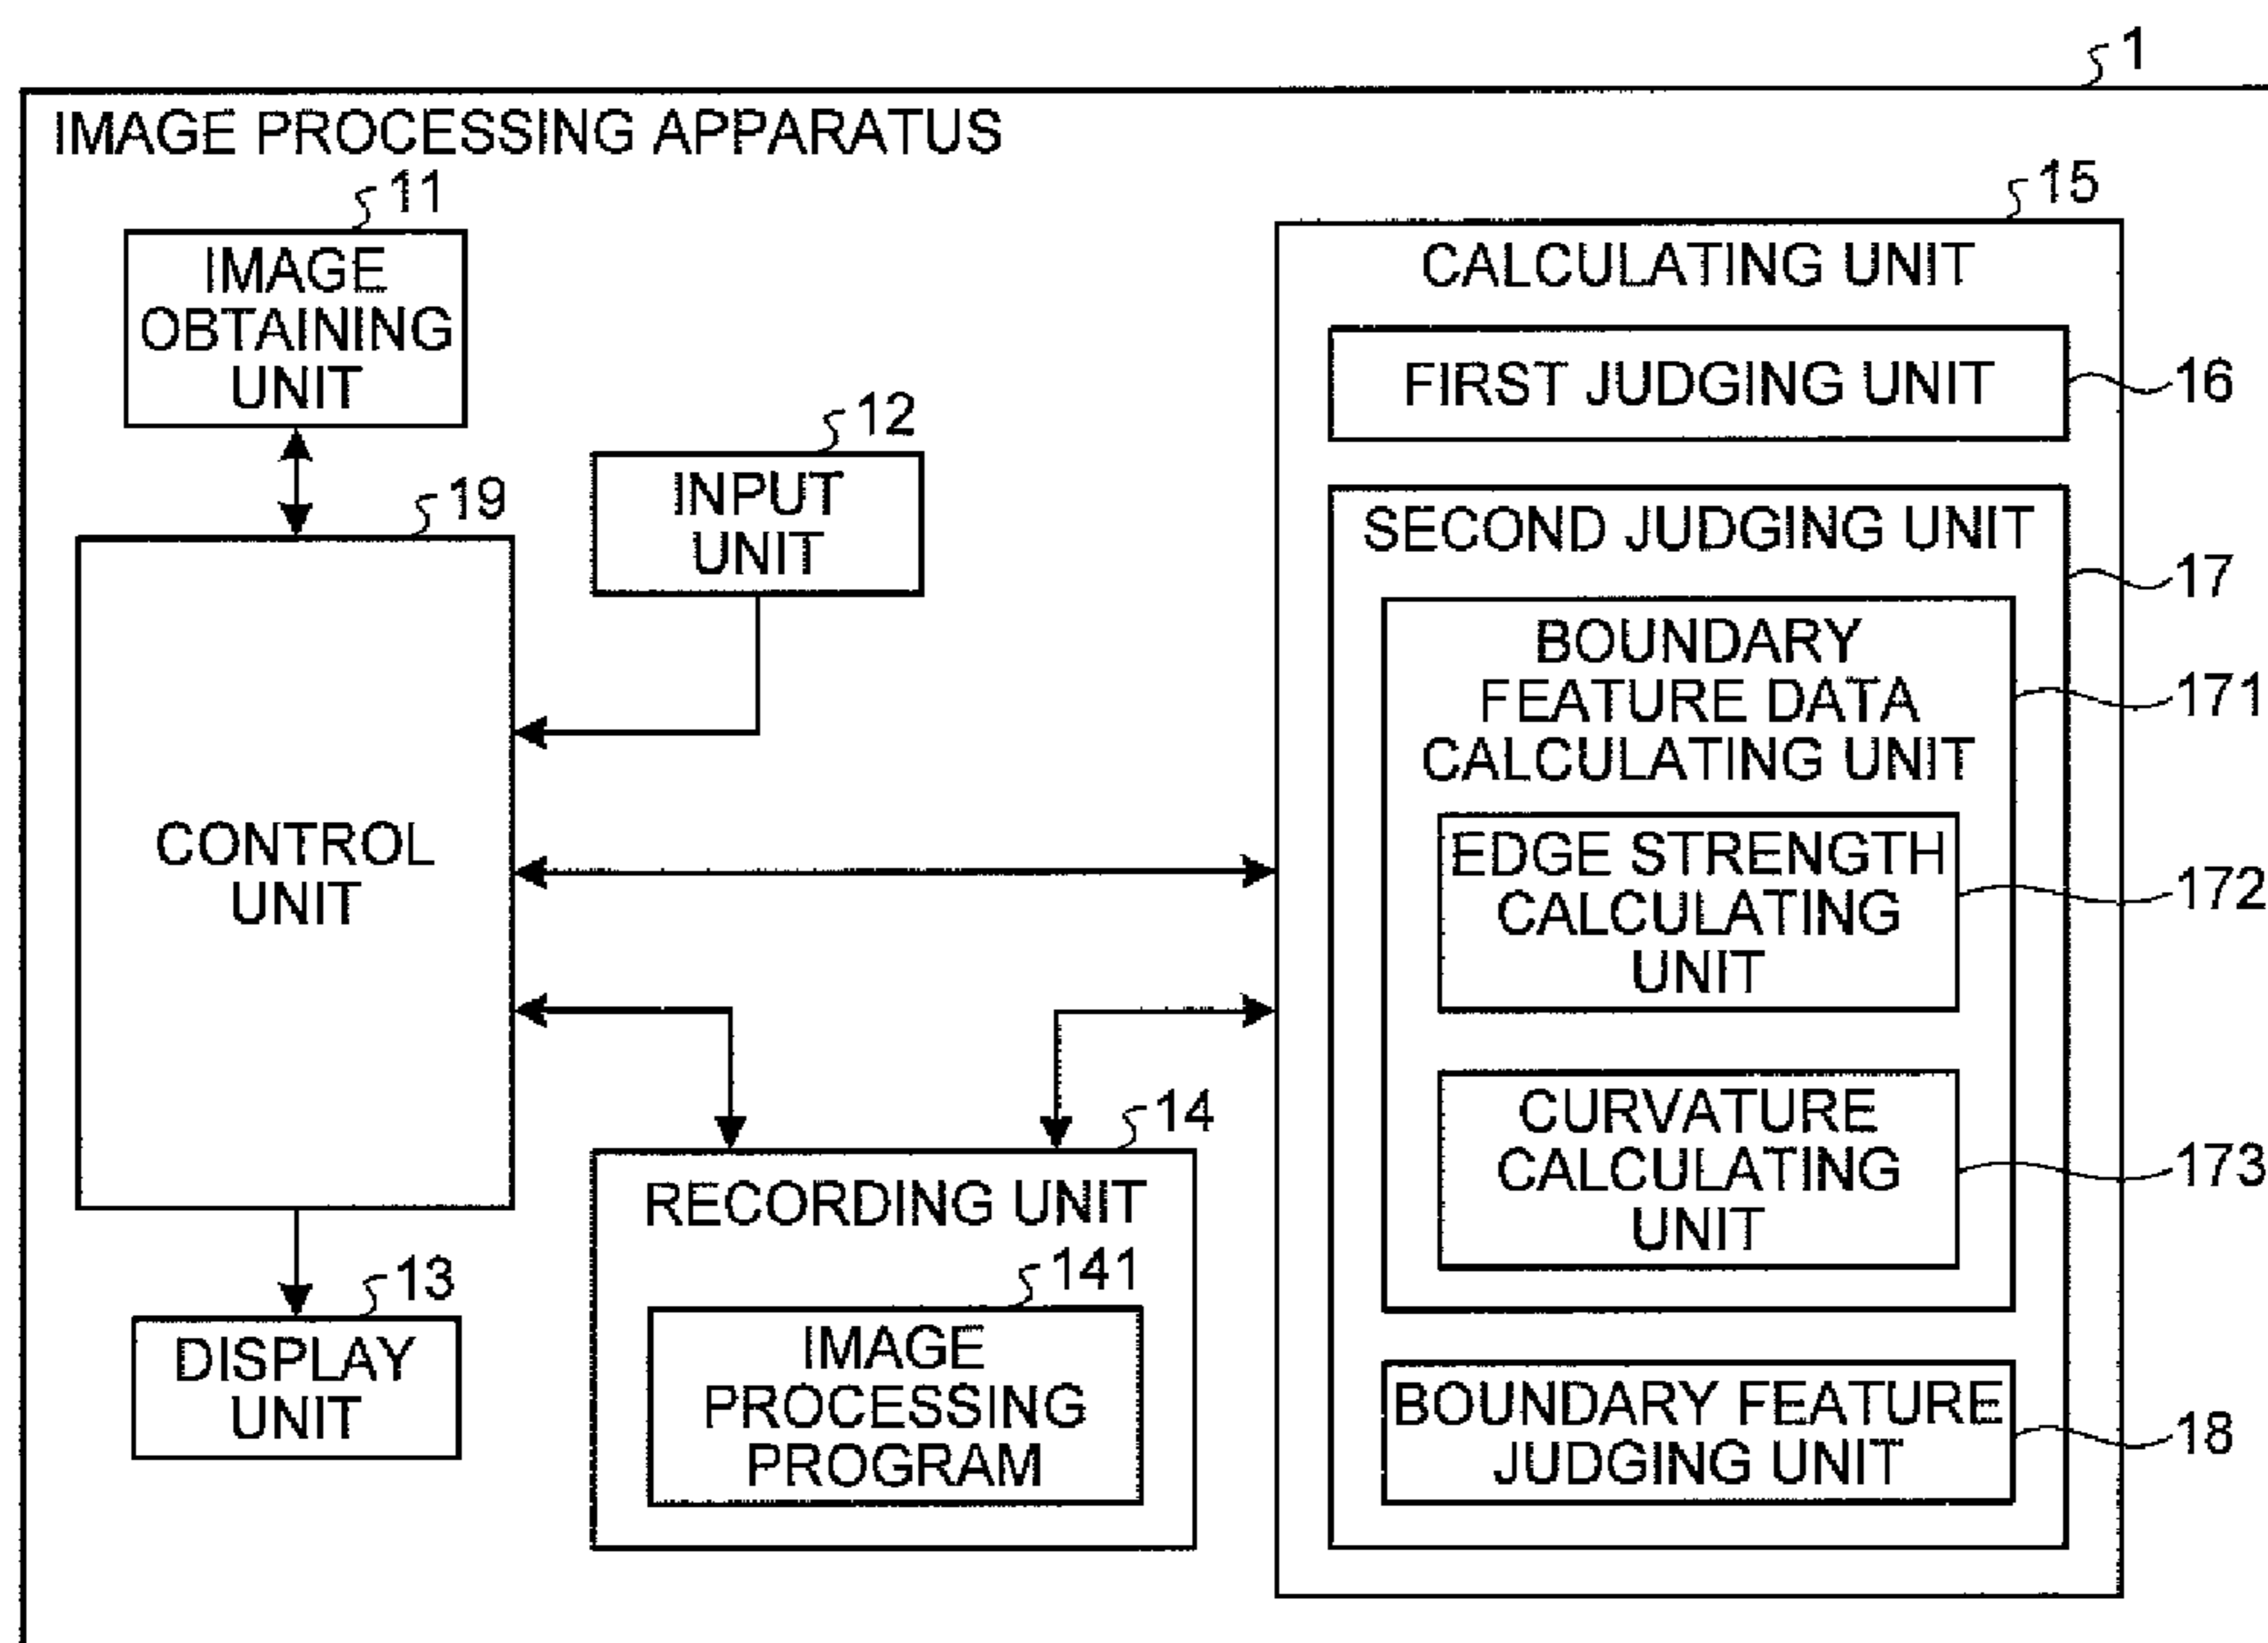 1
IMAGE PROCESSING APPARATUS
11
IMAGE
OBTAINING
UNIT
12
INPUT
UNIT
19
CONTROL
UNIT
13
DISPLAY
UNIT
14
RECORDING UNIT
141
IMAGE
PROCESSING
PROGRAM
15
CALCULATING UNIT
FIRST JUDGING UNIT
16
SECOND JUDGING UNIT
17
BOUNDARY
FEATURE DATA
CALCULATING UNIT
171
EDGE STRENGTH
CALCULATING
UNIT
172
CURVATURE
CALCULATING
UNIT
173
BOUNDARY FEATURE
JUDGING UNIT
18